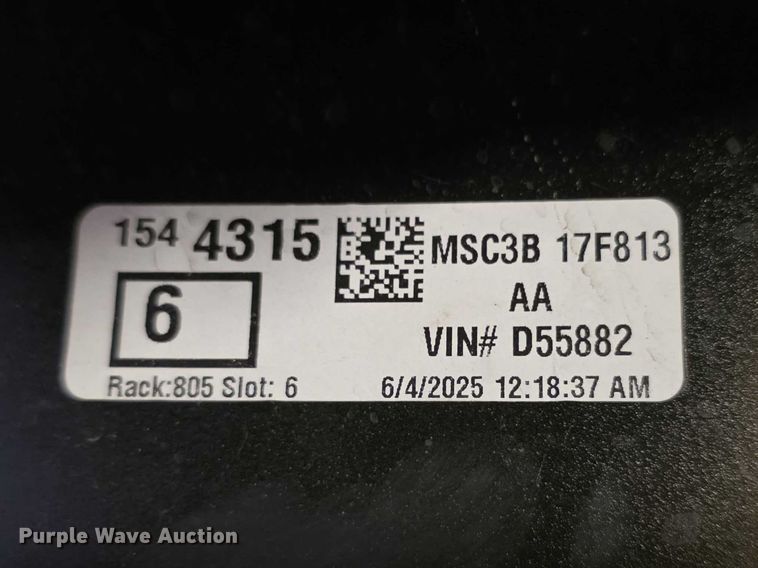 154 4315
MSC3B 17F813
6
AA
VIN# D55882
Rack:805 Slot: 6
6/4/2025 12:18:37 AM
Purple Wave Auction